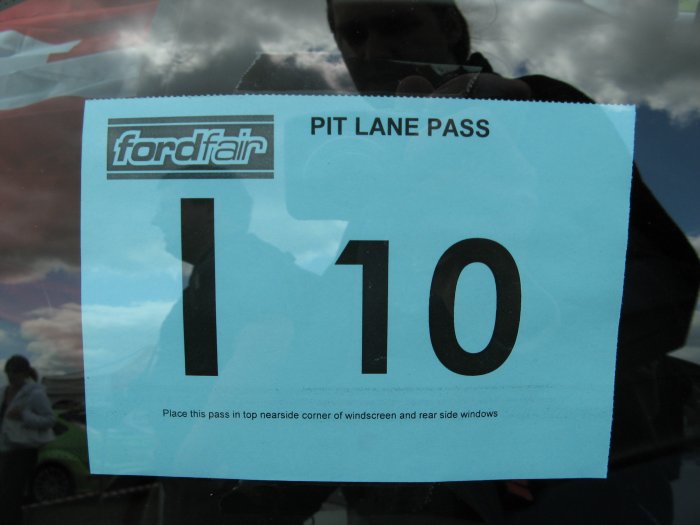 fordfair
PIT LANE PASS
I 10
Place this pass in top nearside corner of windscreen and rear side windows